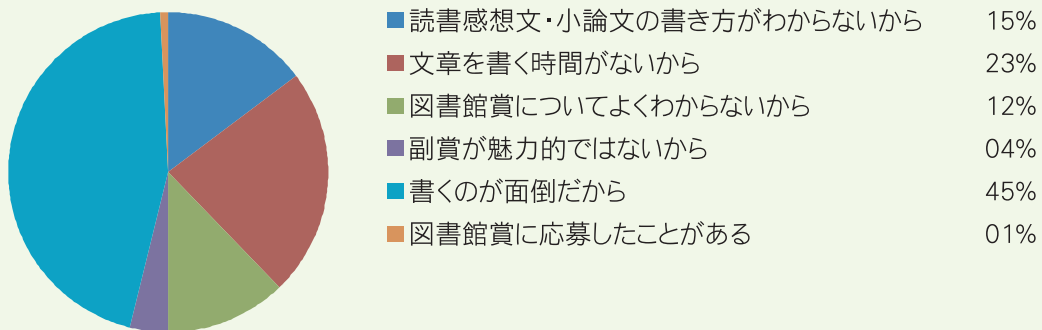 読書感想文・小論文の書き方がわからないから 15%
文章を書く時間がないから 23%
図書館賞についてよくわからないから 12%
副賞が魅力的ではないから 04%
書くのが面倒だから 45%
図書館賞に応募したことがある 01%